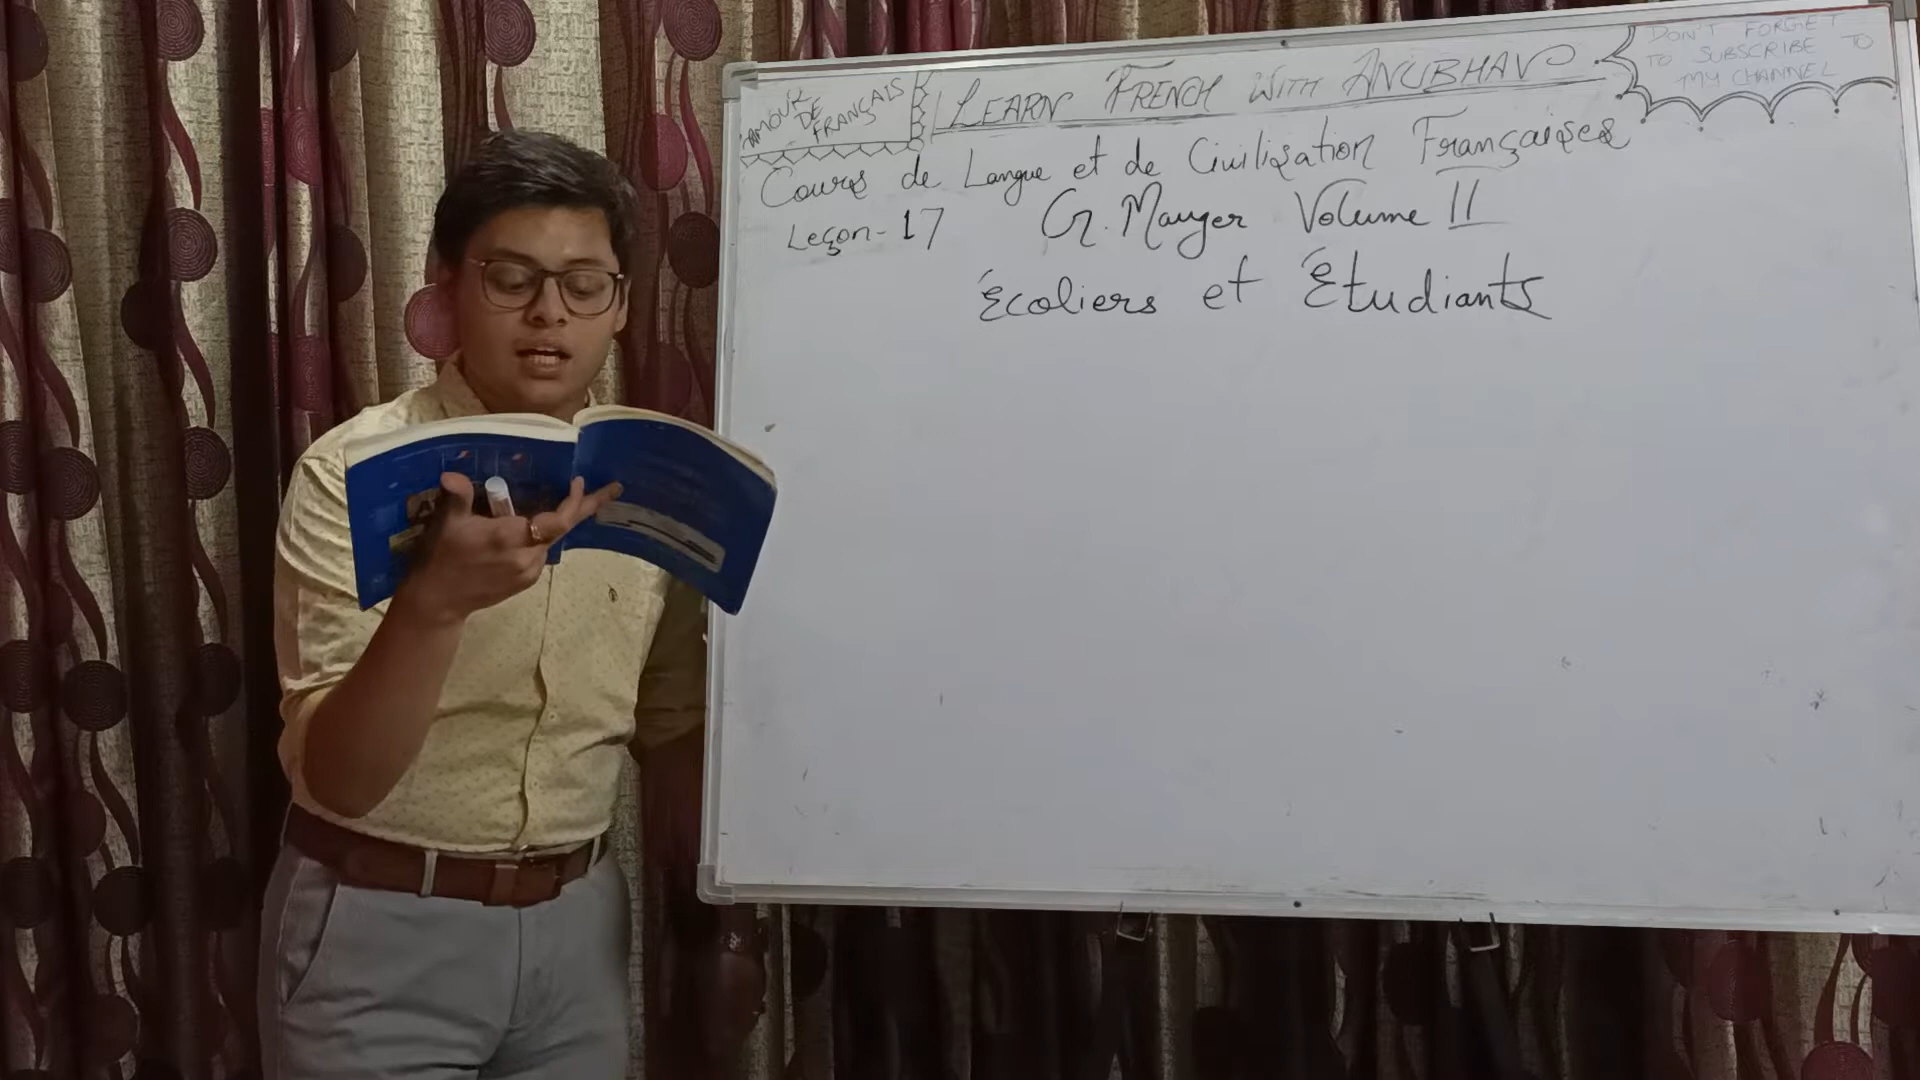 L'AMOUR
DE
FRANÇAIS
LEARN FRENCH WITH ANUBHAV
DON'T FORGET
TO SUBSCRIBE TO
MY CHANNEL
Cours de Langue et de Civilisation Françaises
Leçon-17 G. Mauger Volume II
Écoliers et Étudiants